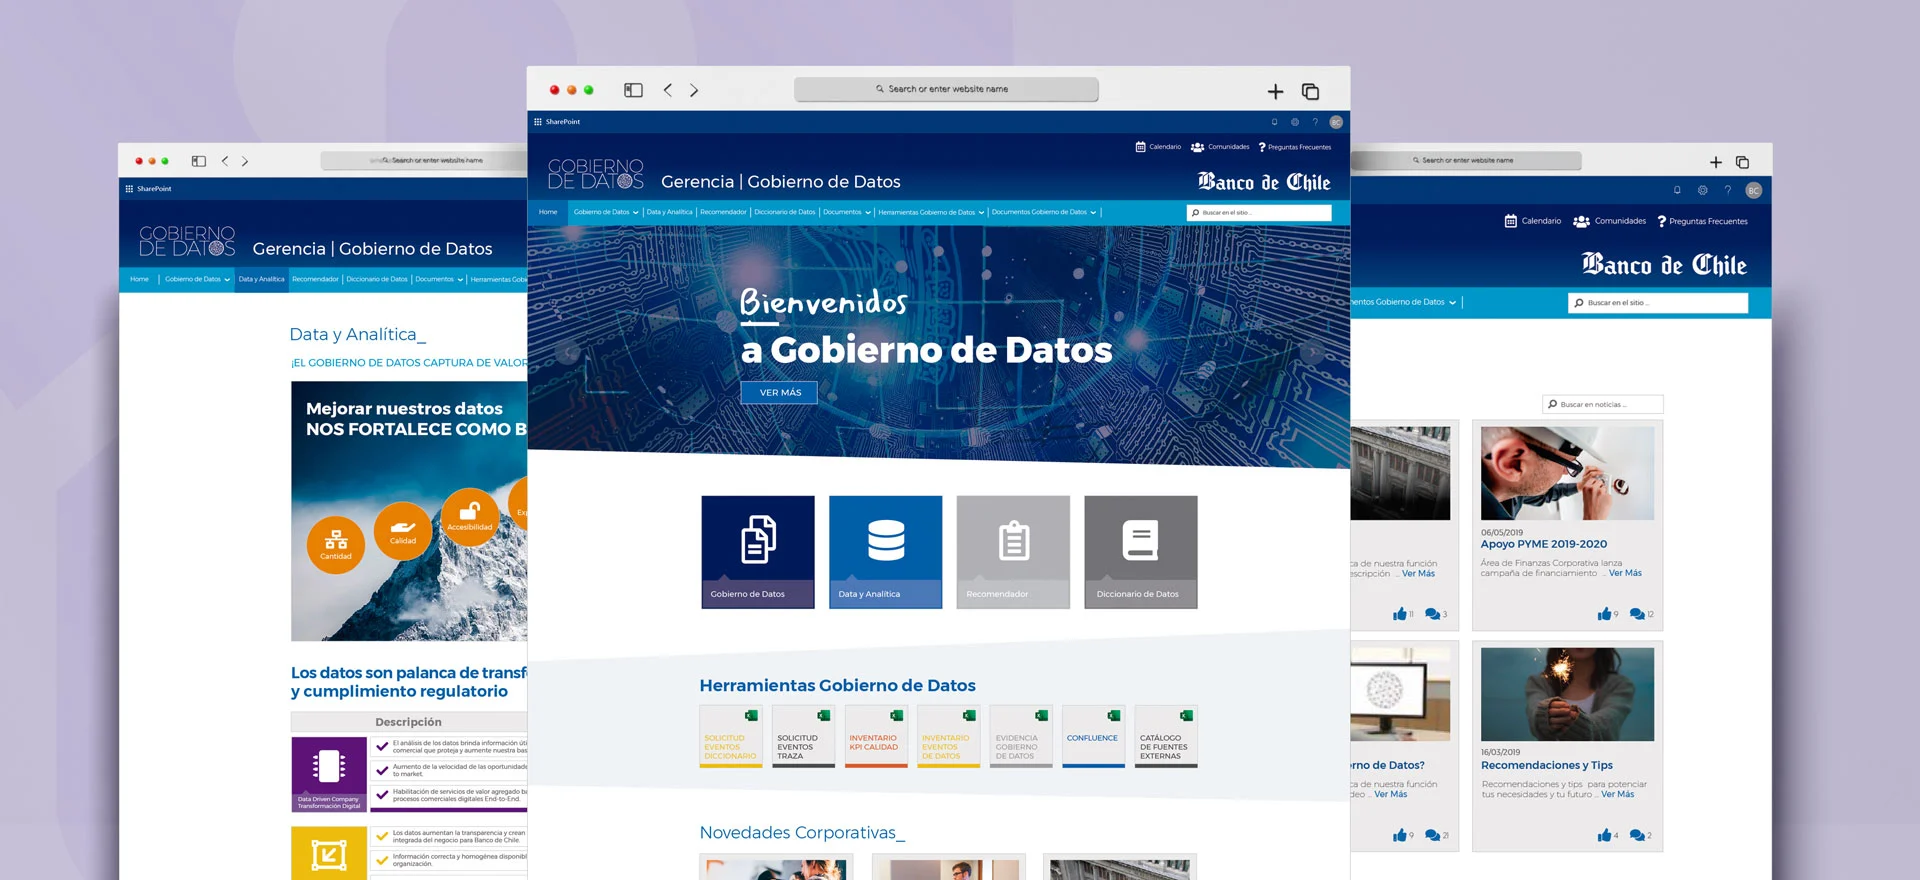 Search or enter website name
SharePoint
Calendario
Comunidades
? Preguntas Frecuentes
BC
GOBIERNO
DE DATOS
Gerencia | Gobierno de Datos
Banco de Chile
Home
Gobierno de Datos
Data y Analítica
Recomendador
Diccionario de Datos
Documentos
Herramientas Gobierno de Datos
Documentos Gobierno de Datos
Buscar en el sitio ...
Bienvenidos
a Gobierno de Datos
VER MÁS
Gobierno de Datos
Data y Analítica
Recomendador
Diccionario de Datos
Herramientas Gobierno de Datos
SOLICITUD
EVENTOS
DICCIONARIO
SOLICITUD
EVENTOS
TRAZA
INVENTARIO
KPI CALIDAD
INVENTARIO
EVENTOS
DE DATOS
EVIDENCIA
GOBIERNO
DE DATOS
CONFLUENCE
CATÁLOGO
DE FUENTES
EXTERNAS
Novedades Corporativas_
Search or enter website name
SharePoint
GOBIERNO
DE DATOS
Gerencia | Gobierno de Datos
Home
Gobierno de Datos
Data y Analítica
Recomendador
Diccionario de Datos
Documentos
Herramientas Gobie
Data y Analítica_
¡EL GOBIERNO DE DATOS CAPTURA DE VALOR
Mejorar nuestros datos
NOS FORTALECE COMO B
Cantidad
Calidad
Accesibilidad
Ex
Los datos son palanca de transf
y cumplimiento regulatorio
Descripción
El análisis de los datos brinda información úti
comercial que proteja y aumente nuestra bas
Aumento de la velocidad de las oportunidade
to market.
Habilitación de servicios de valor agregado ba
procesos comerciales digitales End-to-End.
Data Driven Company
Transformación Digital
Los datos aumentan la transparencia y crean
integrada del negocio para Banco de Chile.
Información correcta y homogénea disponibl
organización.
Search or enter website name
BC
Calendario
Comunidades
? Preguntas Frecuentes
Banco de Chile
mentos Gobierno de Datos
Buscar en el sitio ...
Buscar en noticias ...
ca de nuestra función
escripción ... Ver Más
11
3
06/05/2019
Apoyo PYME 2019-2020
Área de Finanzas Corporativa lanza
campaña de financiamiento ... Ver Más
9
12
rno de Datos?
ca de nuestra función
deo ... Ver Más
9
21
16/03/2019
Recomendaciones y Tips
Recomendaciones y tips para potenciar
tus necesidades y tu futuro ... Ver Más
4
2